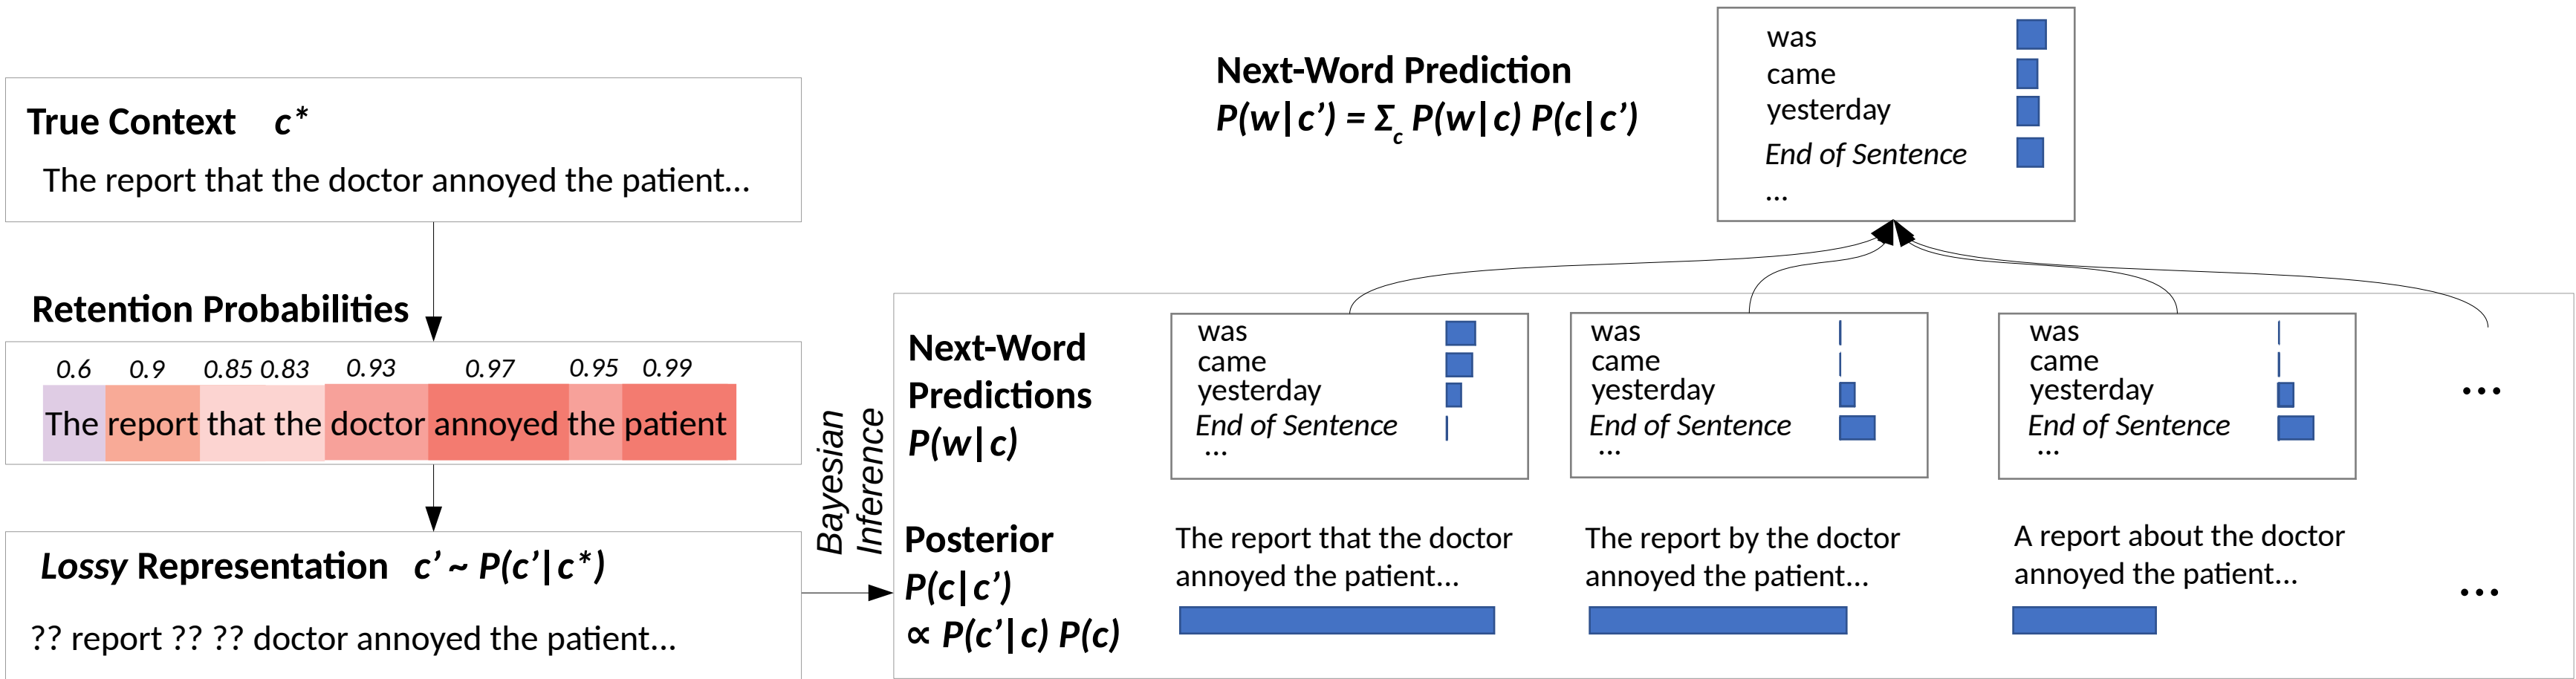 True Context c*
The report that the doctor annoyed the patient...
Retention Probabilities
0.6 0.9 0.85 0.83 0.93 0.97 0.95 0.99
The report that the doctor annoyed the patient
Lossy Representation c’ ~ P(c’|c*)
?? report ?? ?? doctor annoyed the patient...
Bayesian
Inference
Next-Word Prediction
P(w|c’) = Σc P(w|c) P(c|c’)
was
came
yesterday
End of Sentence
...
Next-Word
Predictions
P(w|c)
was
came
yesterday
End of Sentence
...
was
came
yesterday
End of Sentence
...
was
came
yesterday
End of Sentence
...
...
Posterior
P(c|c’)
∝ P(c’|c) P(c)
The report that the doctor
annoyed the patient...
The report by the doctor
annoyed the patient...
A report about the doctor
annoyed the patient...
...